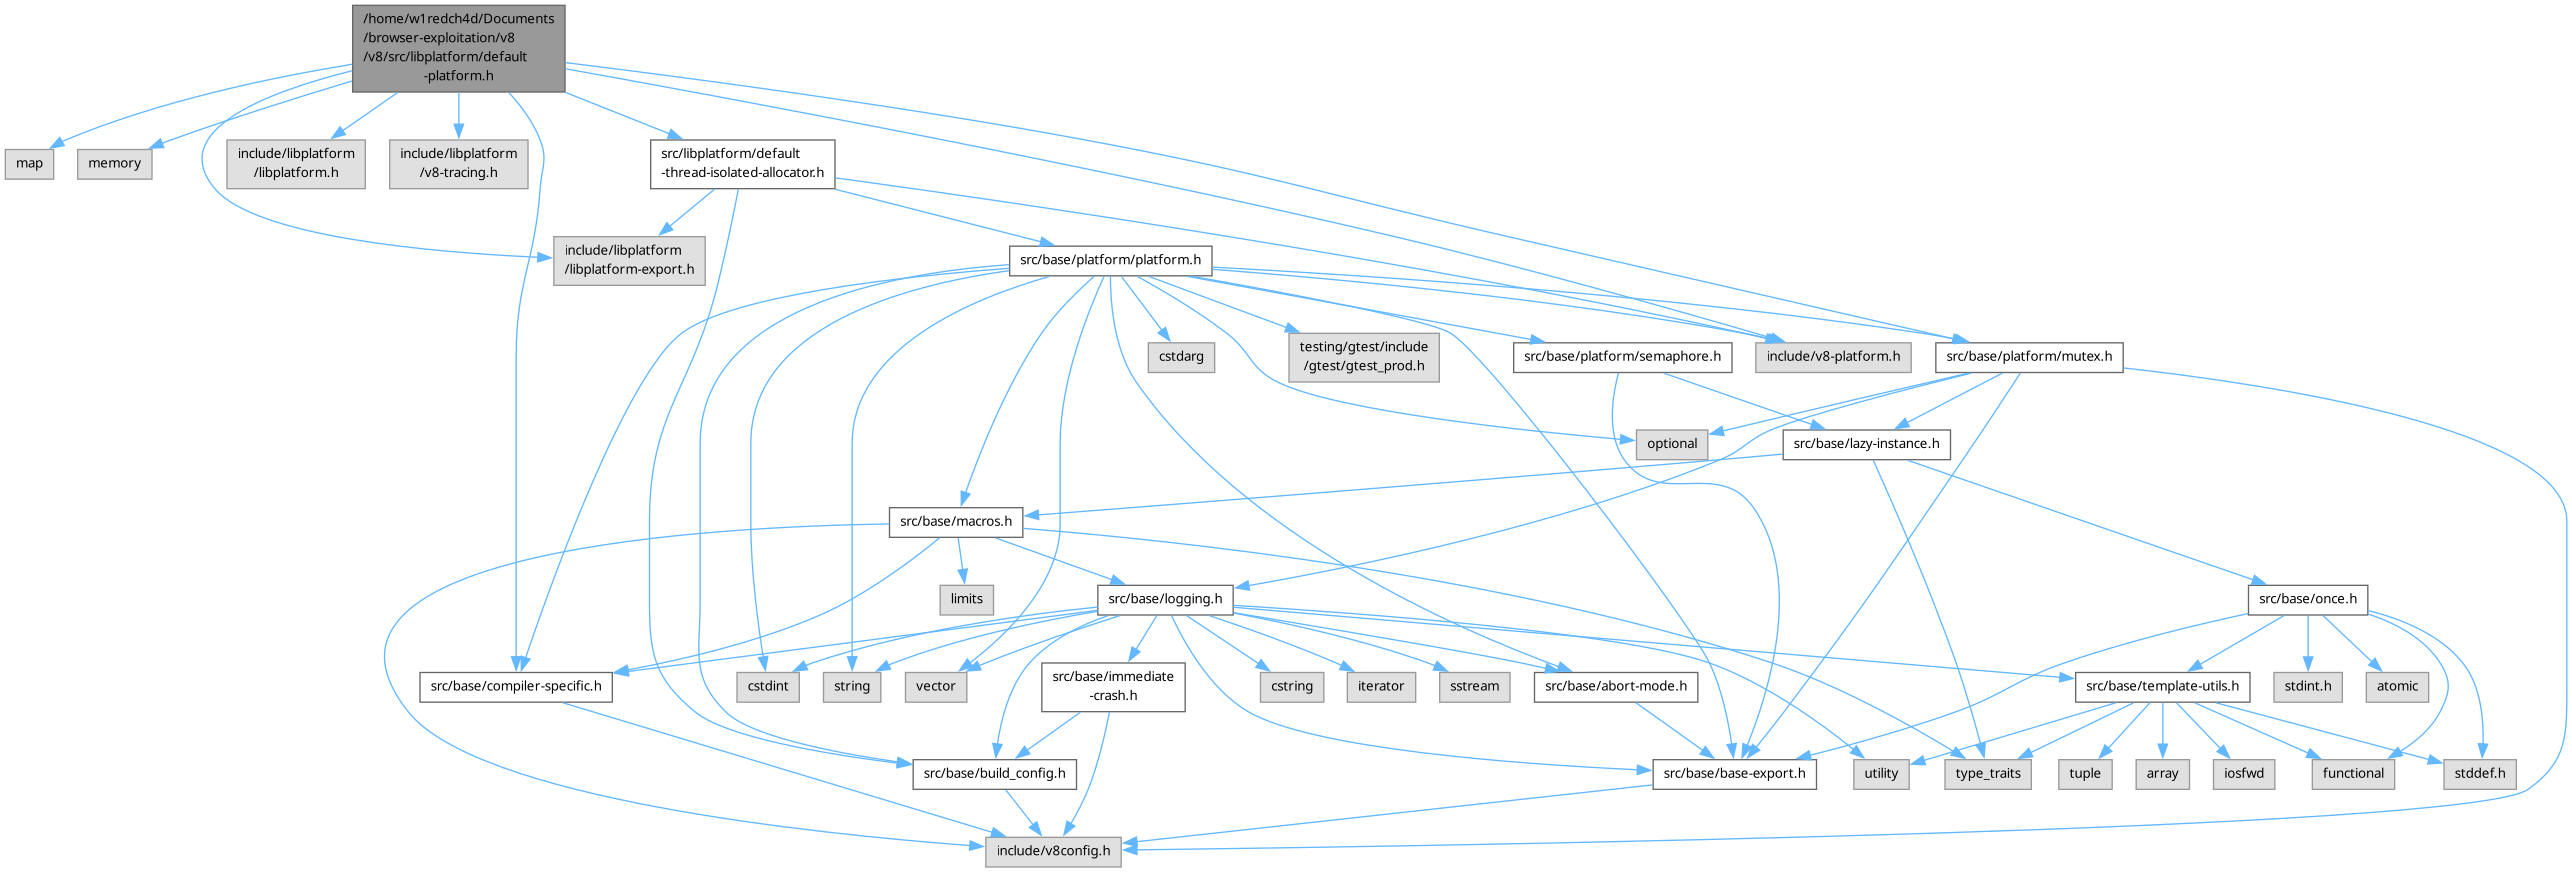 /home/w1redch4d/Documents
/browser-exploitation/v8
/v8/src/libplatform/default
-platform.h
map
memory
include/libplatform
/libplatform.h
include/libplatform
/v8-tracing.h
src/libplatform/default
-thread-isolated-allocator.h
include/libplatform
/libplatform-export.h
src/base/platform/platform.h
cstdarg
testing/gtest/include
/gtest/gtest_prod.h
src/base/platform/semaphore.h
include/v8-platform.h
src/base/platform/mutex.h
optional
src/base/lazy-instance.h
src/base/macros.h
limits
src/base/logging.h
src/base/once.h
src/base/compiler-specific.h
cstdint
string
vector
src/base/immediate
-crash.h
cstring
iterator
sstream
src/base/abort-mode.h
src/base/template-utils.h
stdint.h
atomic
src/base/build_config.h
src/base/base-export.h
utility
type_traits
tuple
array
iosfwd
functional
stddef.h
include/v8config.h